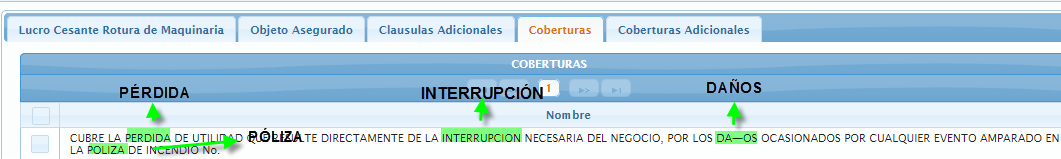 Lucro Cesante Rotura de Maquinaria Objeto Asegurado Clausulas Adicionales Coberturas Coberturas Adicionales
COBERTURAS
1
PÉRDIDA INTERRUPCIÓN DAÑOS
Nombre
PÓLIZA
CUBRE LA PERDIDA DE UTILIDAD DIRECTAMENTE DE LA INTERRUPCION NECESARIA DEL NEGOCIO, POR LOS DA—OS OCASIONADOS POR CUALQUIER EVENTO AMPARADO EN
LA POLIZA DE INCENDIO No.